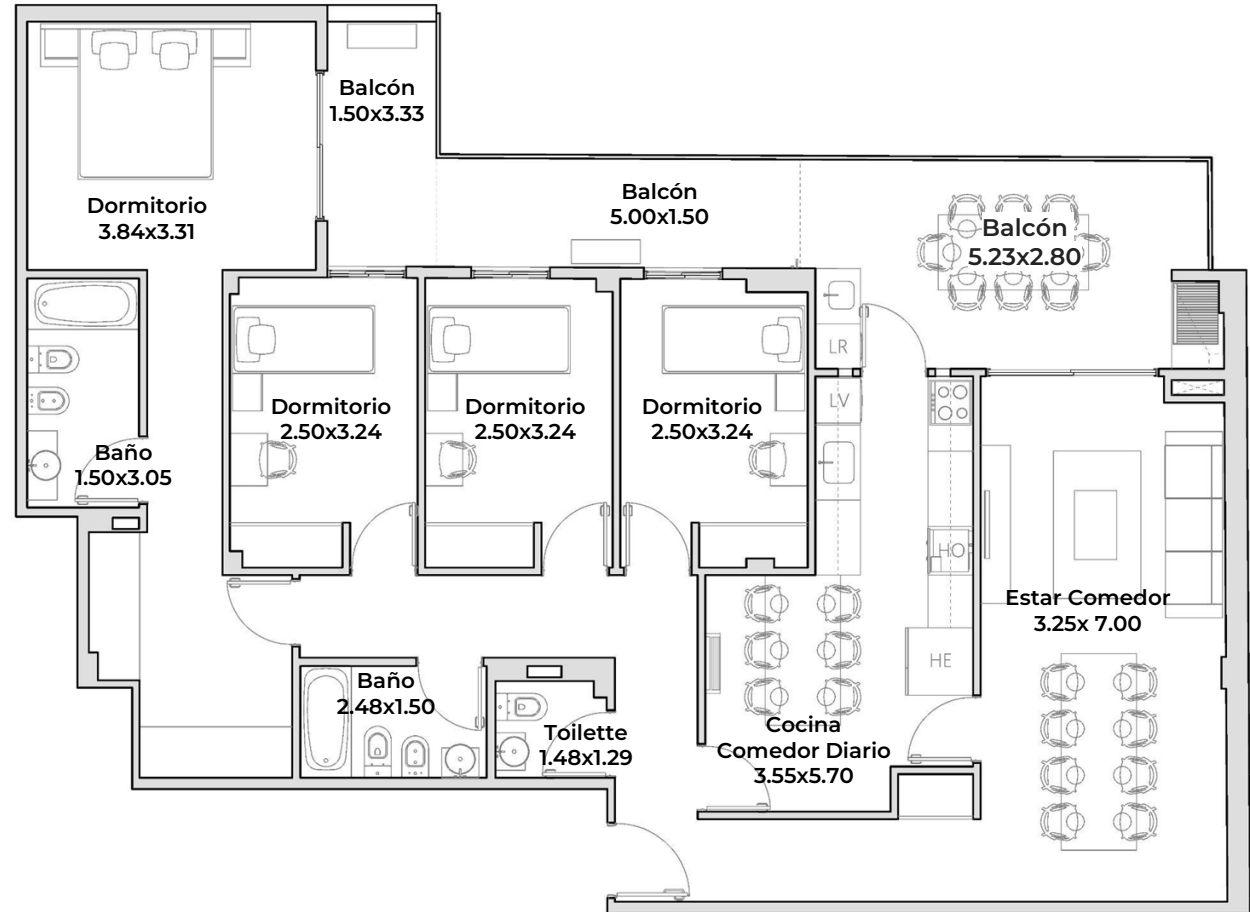 Balcón
1.50x3.33
Dormitorio
3.84x3.31
Balcón
5.00x1.50
Balcón
5.23x2.80
LR
LV
Dormitorio
2.50x3.24
Dormitorio
2.50x3.24
Dormitorio
2.50x3.24
Baño
1.50x3.05
HO
Estar Comedor
3.25x 7.00
HE
Baño
2.48x1.50
Toilette
1.48x1.29
Cocina
Comedor Diario
3.55x5.70